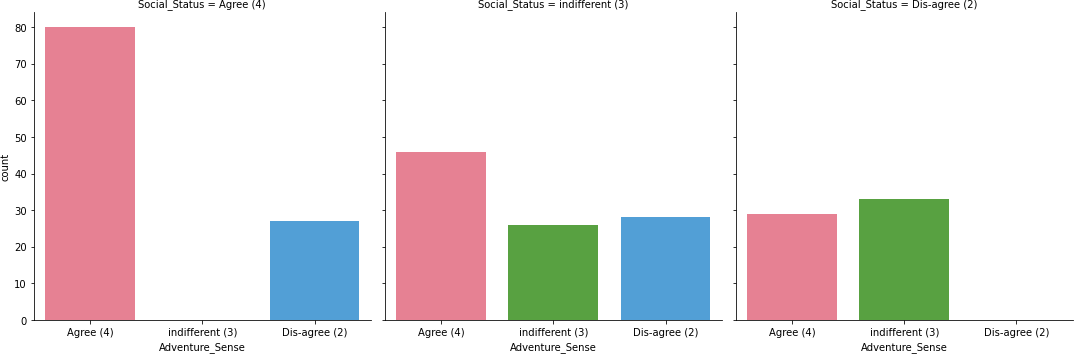 Social_Status = Agree (4)
Social_Status = indifferent (3)
Social_Status = Dis-agree (2)
count
80
70
60
50
40
30
20
10
0
Agree (4) indifferent (3) Dis-agree (2)
Adventure_Sense
Agree (4) indifferent (3) Dis-agree (2)
Adventure_Sense
Agree (4) indifferent (3) Dis-agree (2)
Adventure_Sense